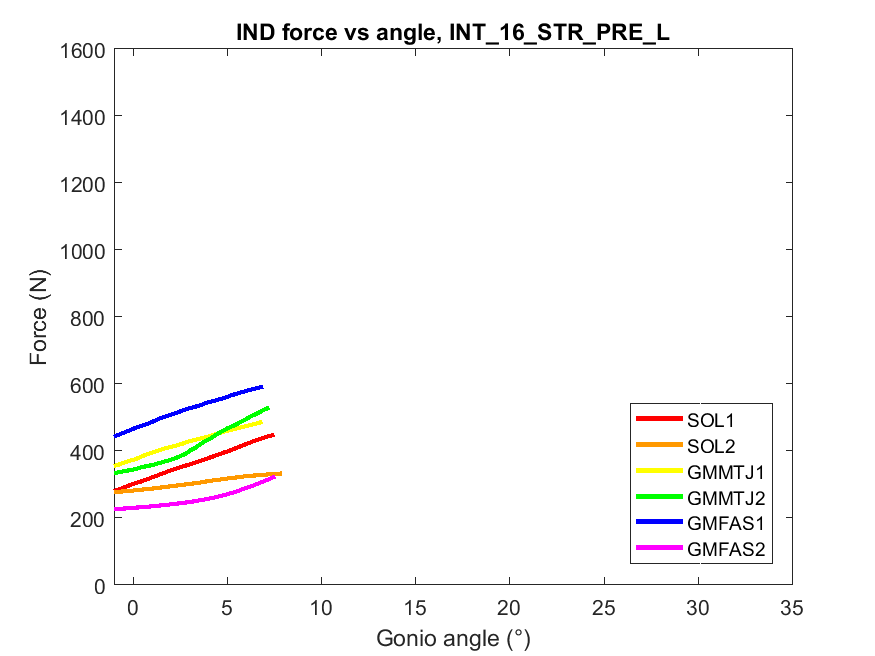 IND force vs angle, INT_16_STR_PRE_L
1600
1400
1200
1000
800
600
400
200
0
Force (N)
0 5 10 15 20 25 30 35
Gonio angle (°)
SOL1
SOL2
GMMTJ1
GMMTJ2
GMFAS1
GMFAS2